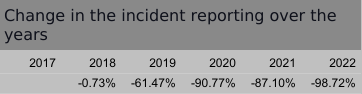 Change in the incident reporting over the
years
2017 2018 2019 2020 2021 2022
-0.73% -61.47% -90.77% -87.10% -98.72%